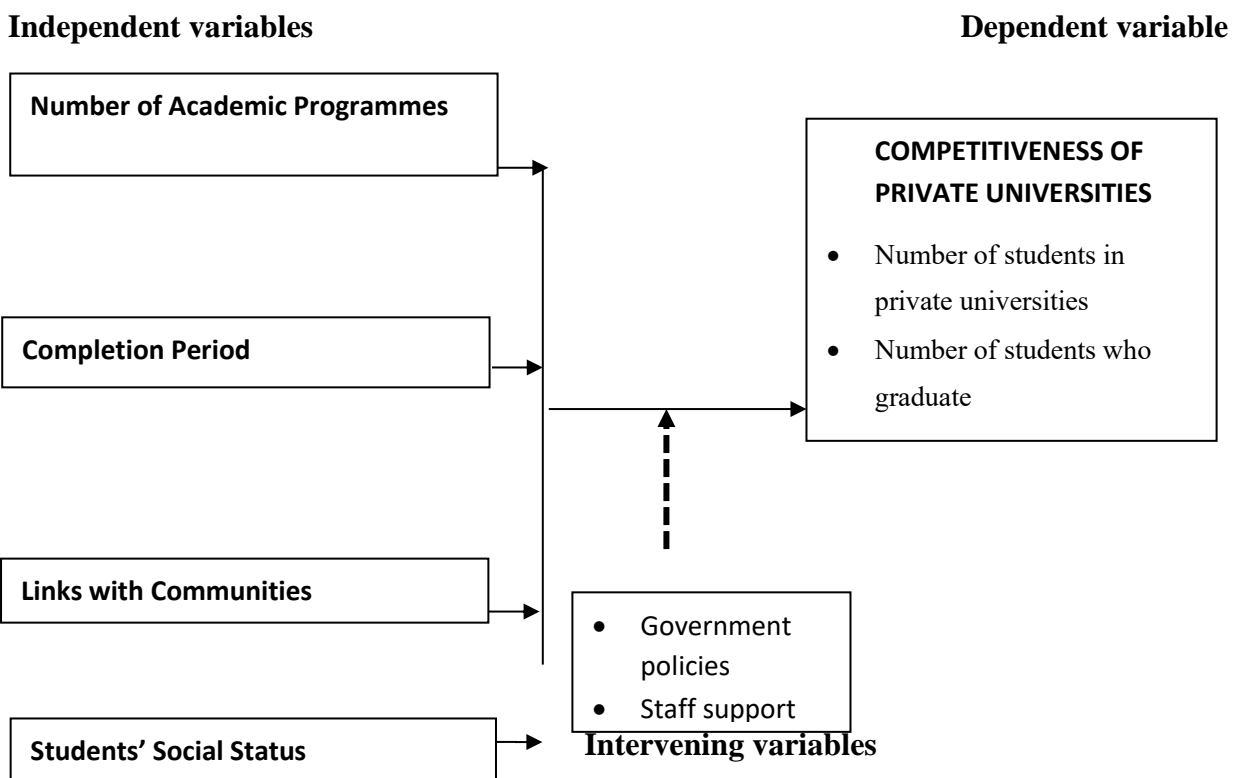 Independent variables
Dependent variable
Number of Academic Programmes
COMPETITIVENESS OF
PRIVATE UNIVERSITIES
• Number of students in
private universities
• Number of students who
graduate
Completion Period
Links with Communities
• Government
policies
• Staff support
Intervening variables
Students’ Social Status